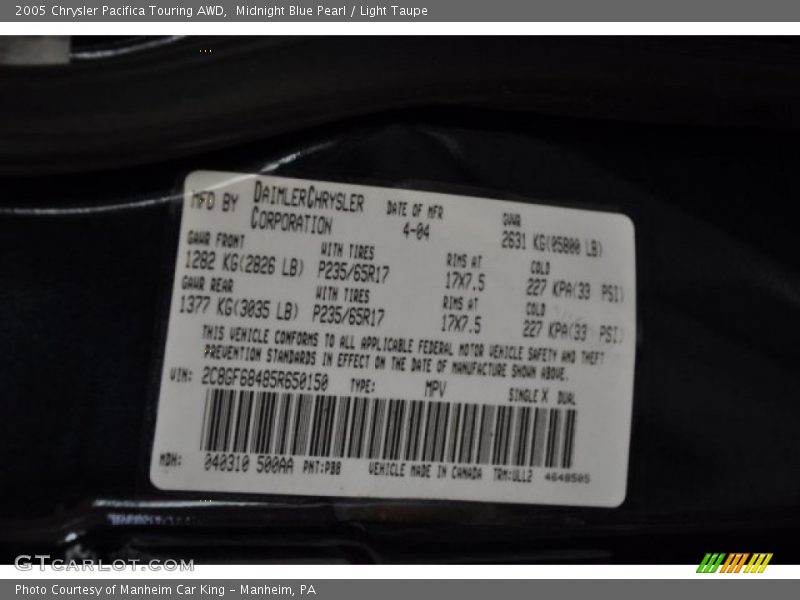 2005 Chrysler Pacifica Touring AWD, Midnight Blue Pearl / Light Taupe
MFD BY DAIMLERCHRYSLER CORPORATION DATE OF MFR 4-04 GVWR 2631 KG(05800 LB)
GAWR FRONT WITH TIRES RIMS AT COLD
1282 KG(2826 LB) P235/65R17 17X7.5 227 KPA(33 PSI)
GAWR REAR WITH TIRES RIMS AT COLD
1377 KG(3035 LB) P235/65R17 17X7.5 227 KPA(33 PSI)
THIS VEHICLE CONFORMS TO ALL APPLICABLE FEDERAL MOTOR VEHICLE SAFETY AND THEFT
PREVENTION STANDARDS IN EFFECT ON THE DATE OF MANUFACTURE SHOWN ABOVE.
VIN: 2C8GF68485R650150 TYPE: MPV SINGLE X DUAL
MDH: 040310 500AA PNT:PBB VEHICLE MADE IN CANADA TRM:ULL2 4648505
GTCARLOT.COM
Photo Courtesy of Manheim Car King - Manheim, PA